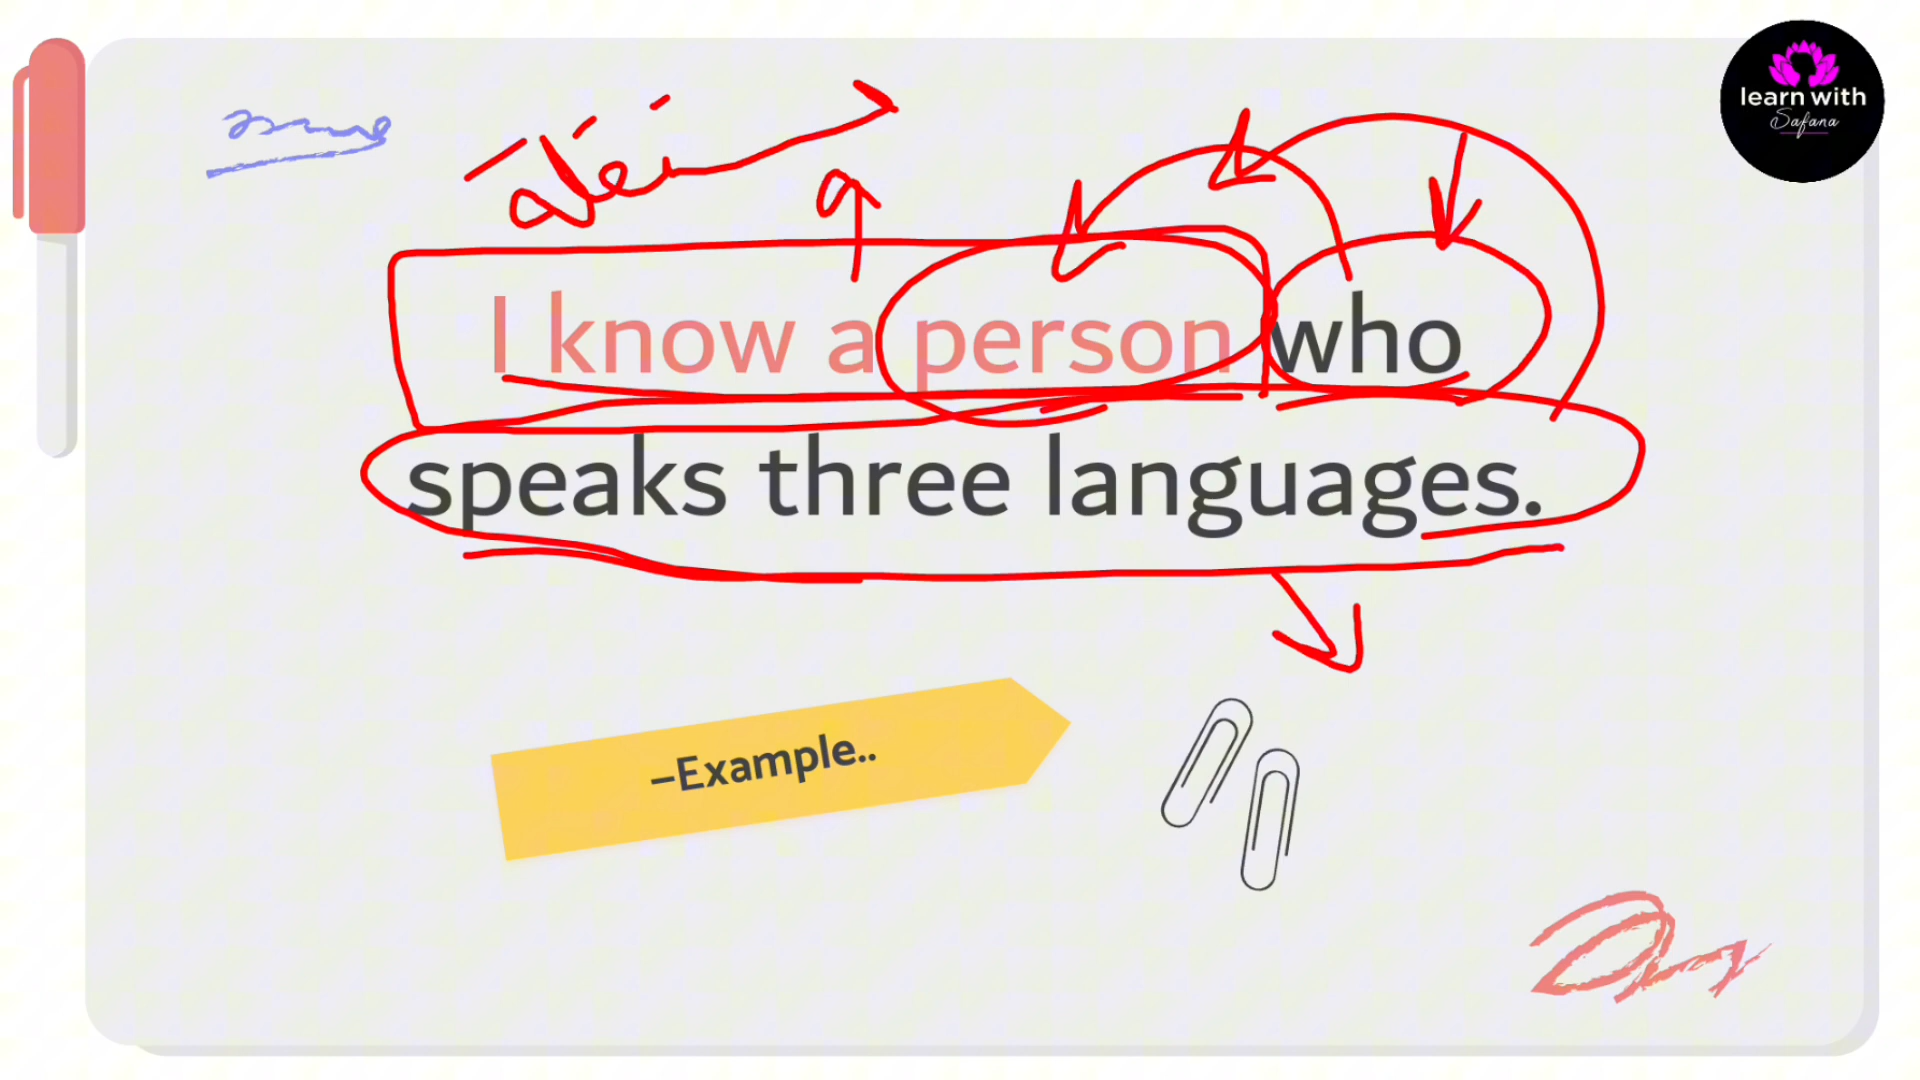 learn with
Safana
I know a person who
speaks three languages.
–Example..